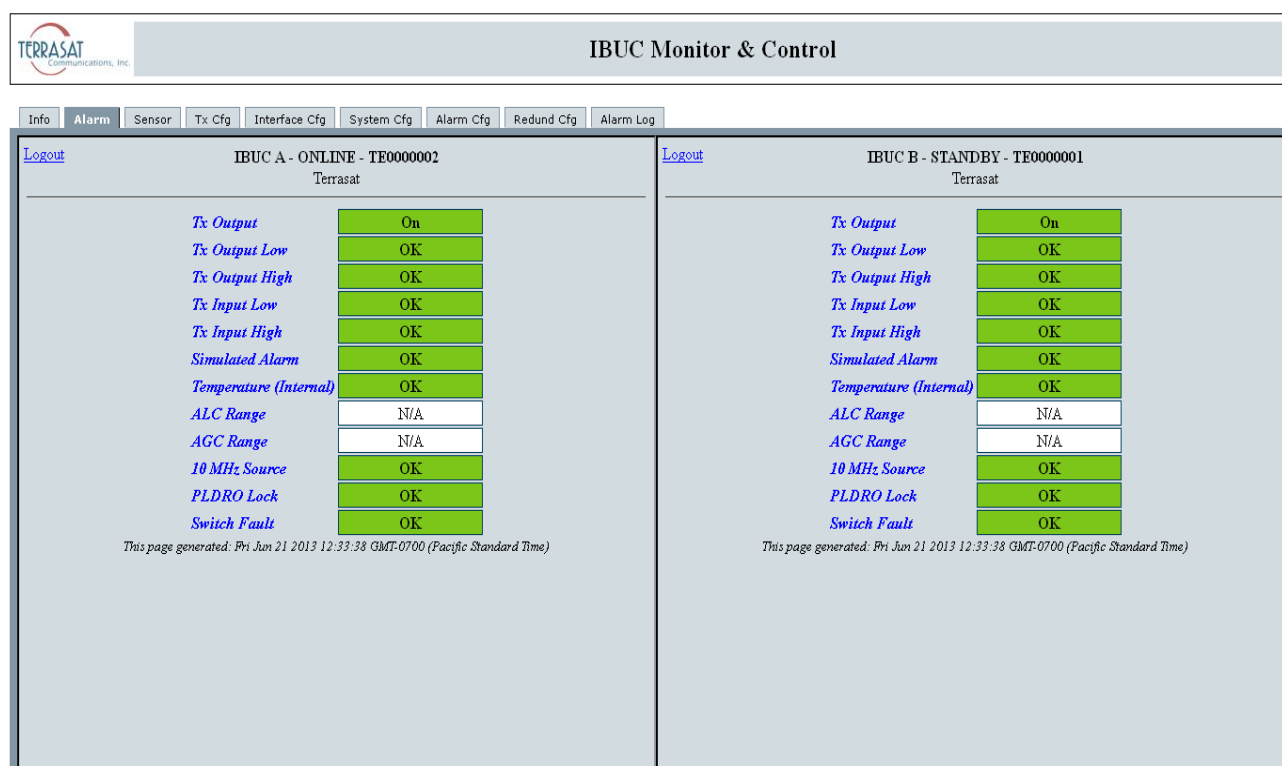 TERRASAT
Communications, Inc.
IBUC Monitor & Control
Info Alarm Sensor Tx Cfg Interface Cfg System Cfg Alarm Cfg Redund Cfg Alarm Log
Logout
IBUC A - ONLINE - TE0000002
Terrasat
Tx Output On
Tx Output Low OK
Tx Output High OK
Tx Input Low OK
Tx Input High OK
Simulated Alarm OK
Temperature (Internal) OK
ALC Range N/A
AGC Range N/A
10 MHz Source OK
PLDRO Lock OK
Switch Fault OK
This page generated: Fri Jun 21 2013 12:33:38 GMT-0700 (Pacific Standard Time)
Logout
IBUC B - STANDBY - TE0000001
Terrasat
Tx Output On
Tx Output Low OK
Tx Output High OK
Tx Input Low OK
Tx Input High OK
Simulated Alarm OK
Temperature (Internal) OK
ALC Range N/A
AGC Range N/A
10 MHz Source OK
PLDRO Lock OK
Switch Fault OK
This page generated: Fri Jun 21 2013 12:33:38 GMT-0700 (Pacific Standard Time)